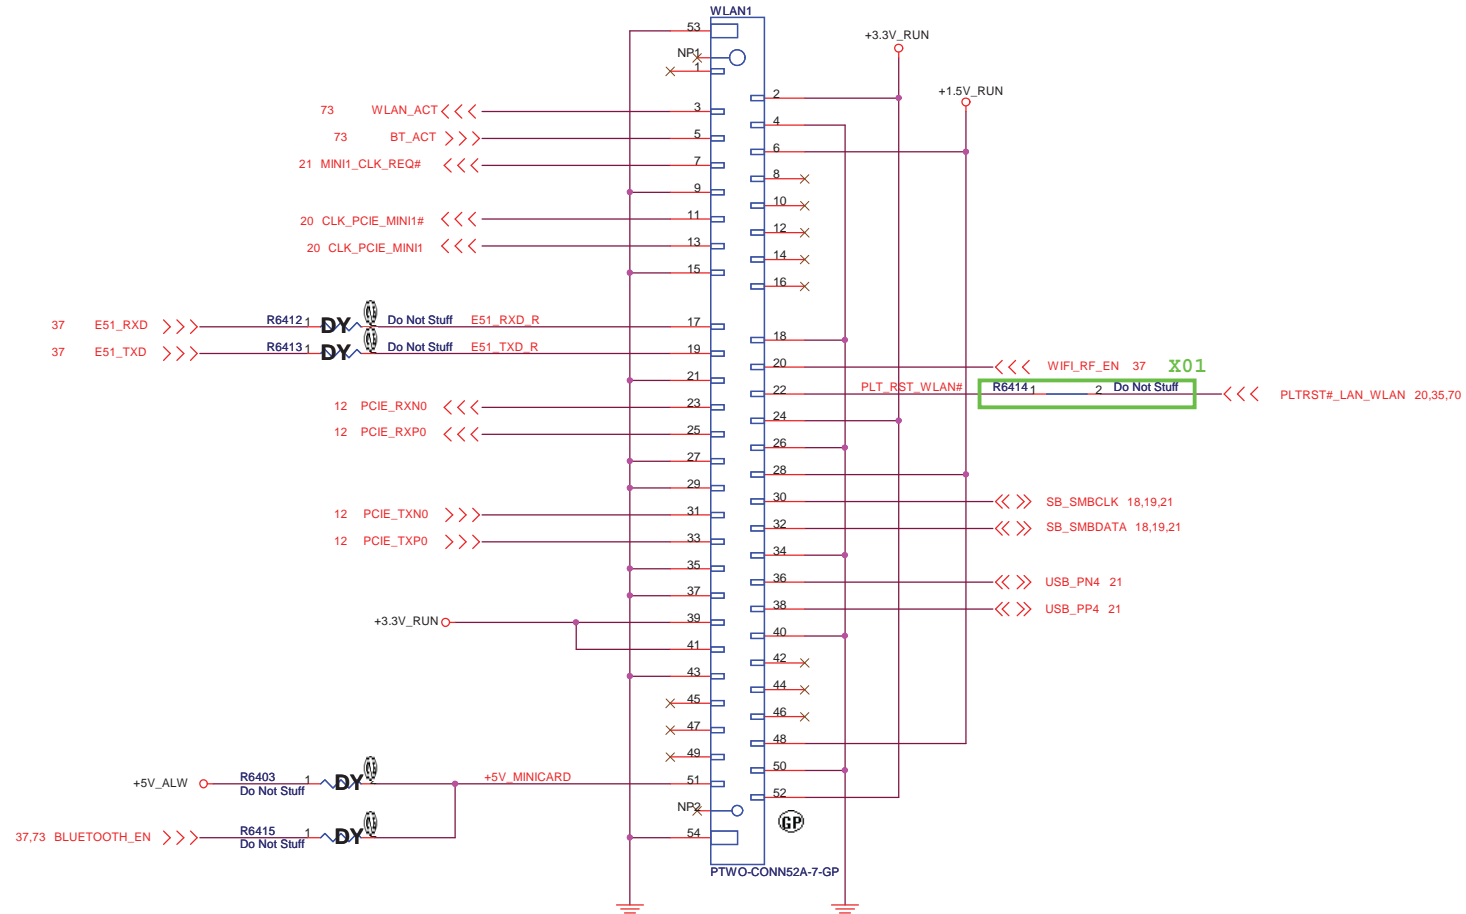 WLAN1
53
+3.3V_RUN
NP1
1
2
+1.5V_RUN
73 WLAN_ACT 3
4
73 BT_ACT 5
6
21 MINI1_CLK_REQ# 7
8
9
10
20 CLK_PCIE_MINI1# 11
12
20 CLK_PCIE_MINI1 13
14
15
16
37 E51_RXD R6412 1 DY Do Not Stuff E51_RXD_R 17
18
37 E51_TXD R6413 1 DY Do Not Stuff E51_TXD_R 19
20 WIFI_RF_EN 37 X01
21
22 PLT_RST_WLAN# R6414 1 2 Do Not Stuff PLTRST#_LAN_WLAN 20,35,70
12 PCIE_RXN0 23
24
12 PCIE_RXP0 25
26
27
28
29
30 SB_SMBCLK 18,19,21
12 PCIE_TXN0 31
32 SB_SMBDATA 18,19,21
12 PCIE_TXP0 33
34
35
36 USB_PN4 21
37
38 USB_PP4 21
+3.3V_RUN 39
40
41
42
43
44
45
46
47
48
49
50
+5V_ALW R6403 1 DY +5V_MINICARD 51
Do Not Stuff
52
NP2
GP
37,73 BLUETOOTH_EN R6415 1 DY 54
Do Not Stuff
PTWO-CONN52A-7-GP